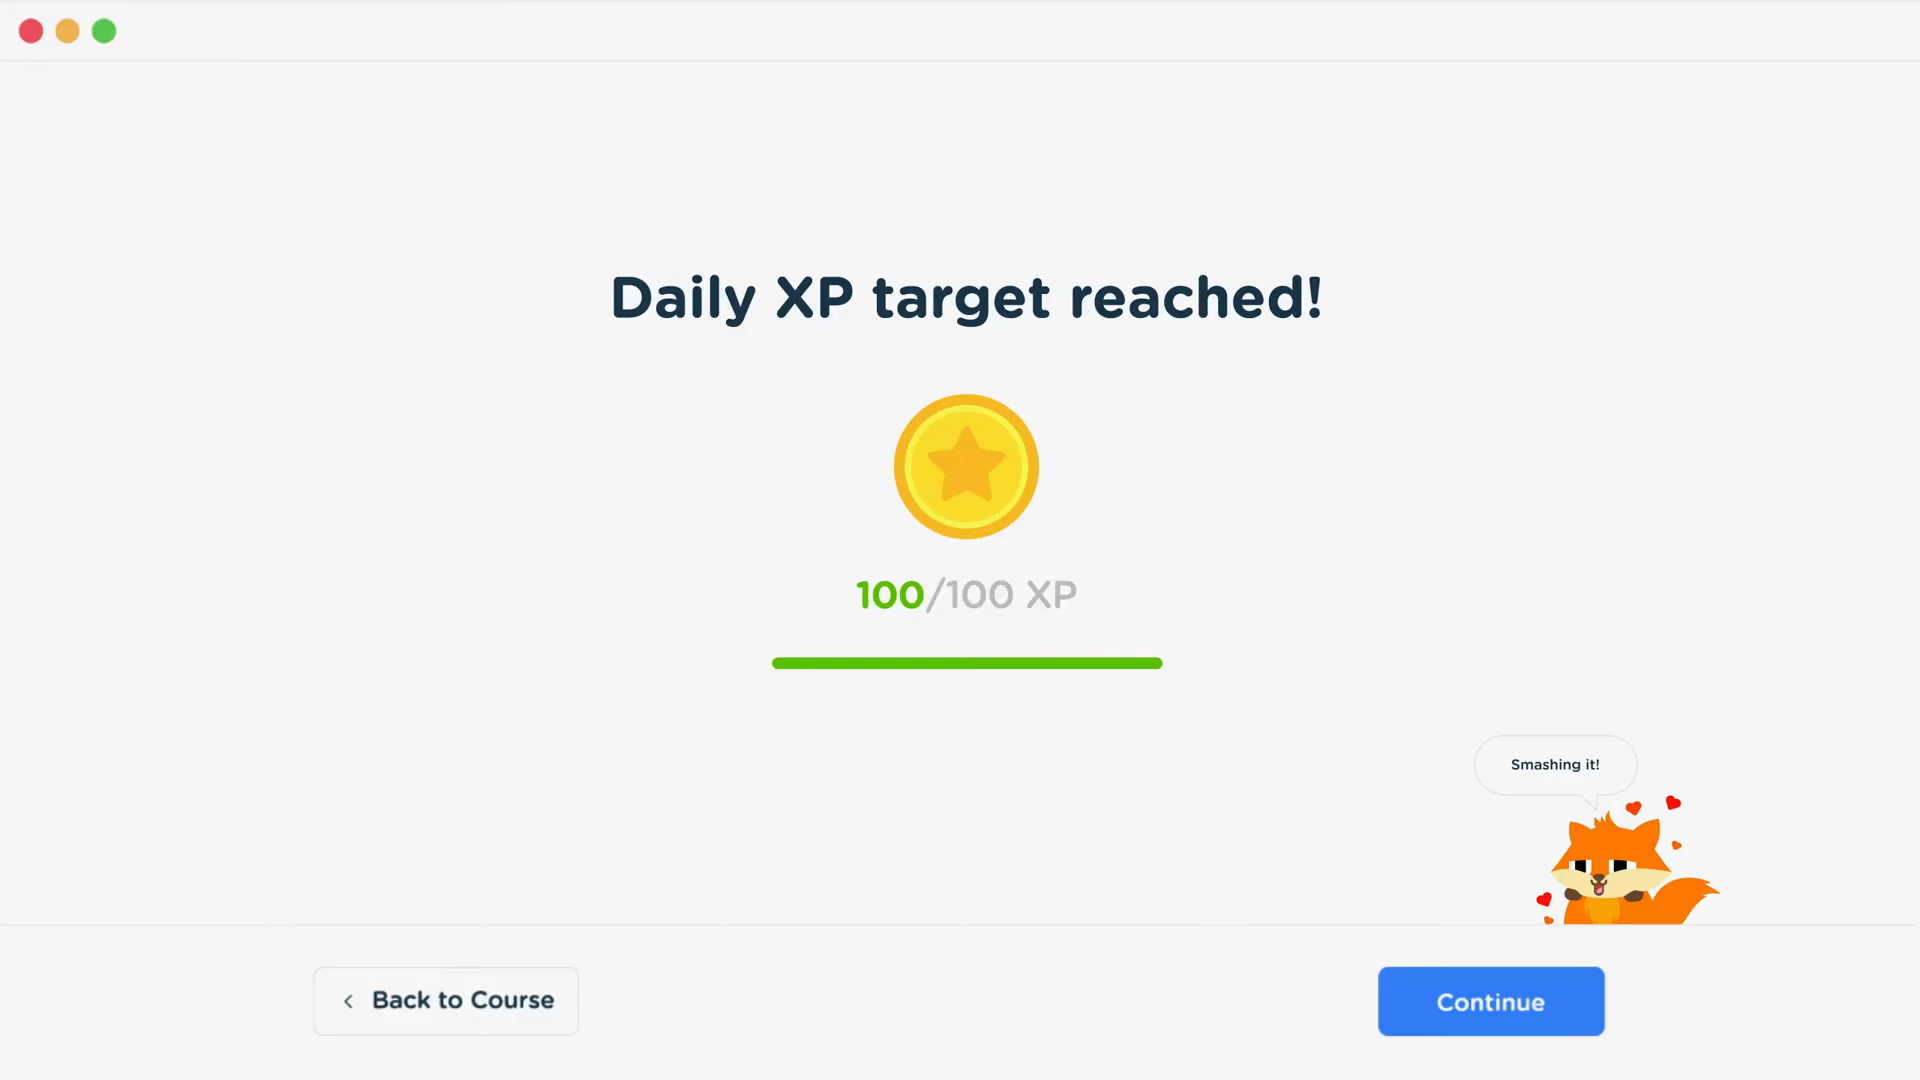 Daily XP target reached!
100/100 XP
Smashing it!
Back to Course
Continue